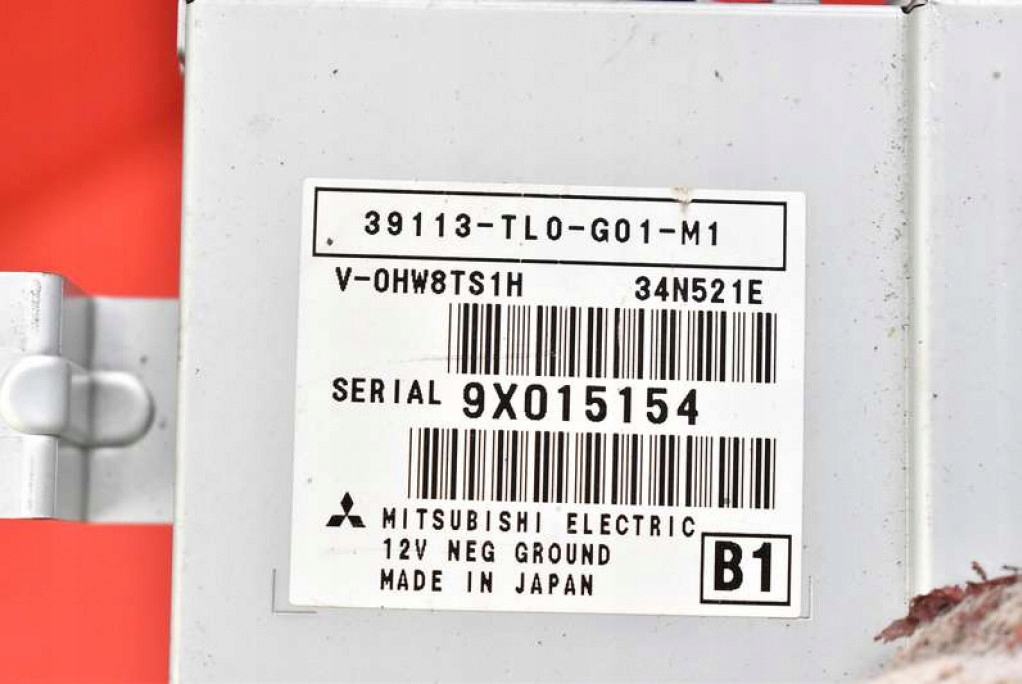 39113-TL0-G01-M1
V-0HW8TS1H 34N521E
SERIAL 9X015154
MITSUBISHI ELECTRIC
12V NEG GROUND
MADE IN JAPAN
B1